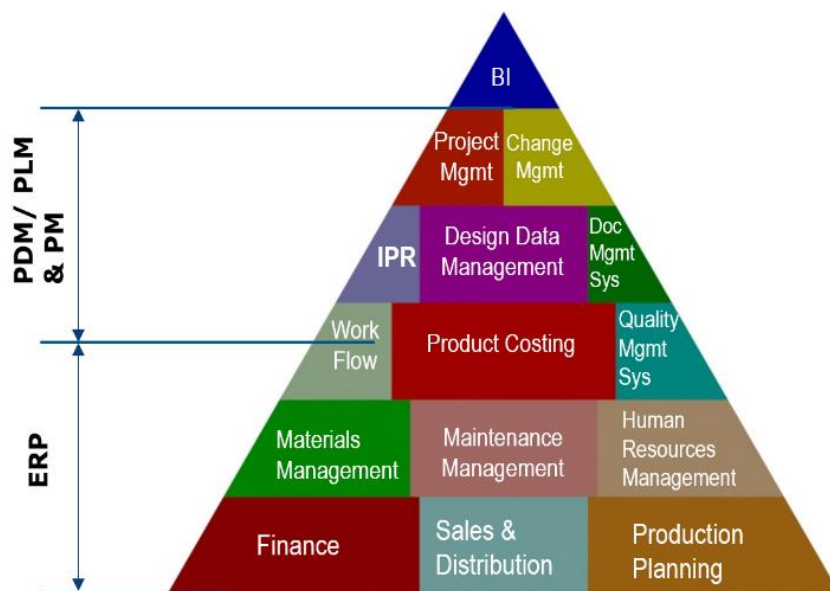 BI
Project
Mgmt
Change
Mgmt
PDM/ PLM
& PM
IPR
Design Data
Management
Doc
Mgmt
Sys
Work
Flow
Product Costing
Quality
Mgmt
Sys
ERP
Materials
Management
Maintenance
Management
Human
Resources
Management
Finance
Sales &
Distribution
Production
Planning